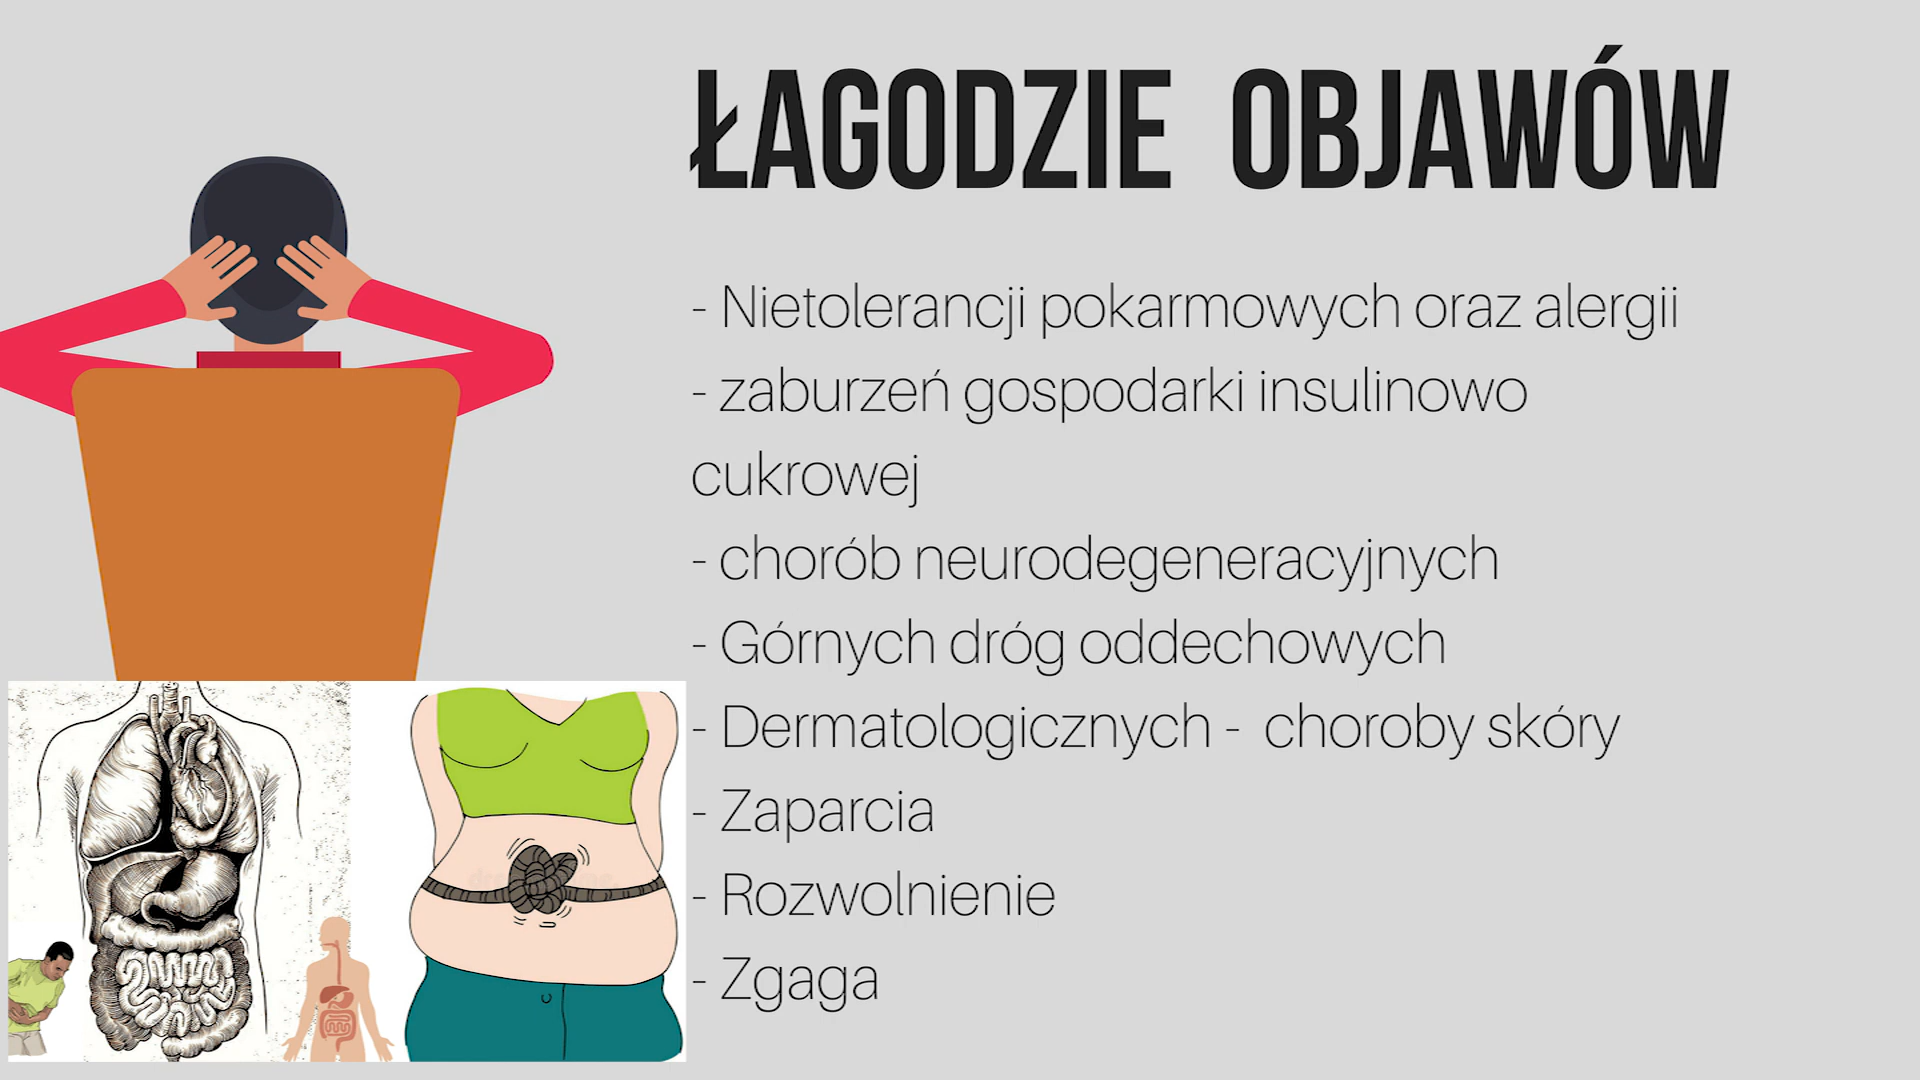 ŁAGODZIE OBJAWÓW
- Nietolerancji pokarmowych oraz alergii
- zaburzeń gospodarki insulinowo
cukrowej
- chorób neurodegeneracyjnych
- Górnych dróg oddechowych
- Dermatologicznych - choroby skóry
- Zaparcia
- Rozwolnienie
- Zgaga